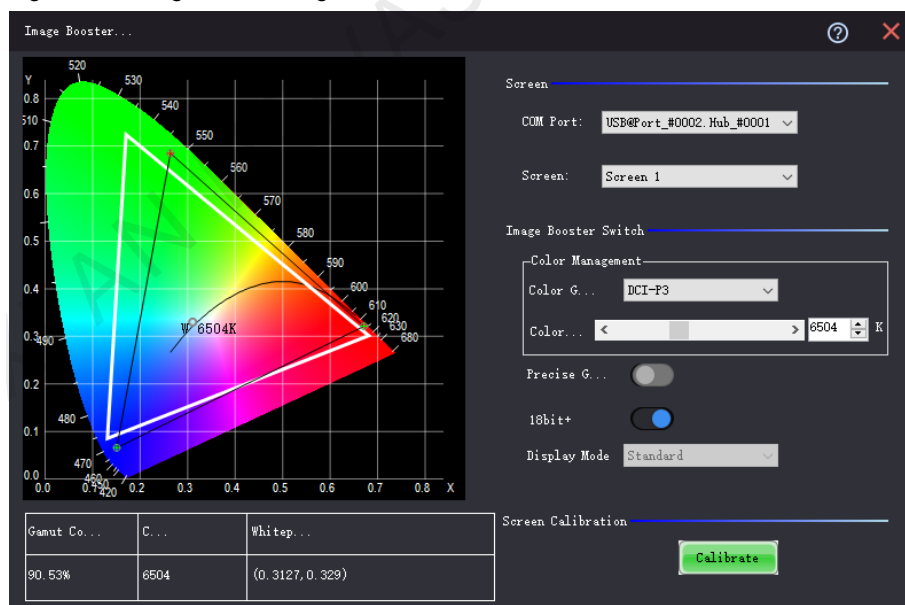 Image Booster...
Y
520
530
540
550
560
570
580
590
600
610
620
630
680
490
480
470
420
0.8
0.7
0.6
0.5
0.4
0.3
0.2
0.1
0.0
0.0 0.1 0.2 0.3 0.4 0.5 0.6 0.7 0.8 X
W 6504K
Gamut Co... C... Whitep...
90.53% 6504 (0.3127,0.329)
Screen
COM Port: USB@Port_#0002.Hub_#0001
Screen: Screen 1
Image Booster Switch
Color Management
Color G... DCI-P3
Color... 6504 K
Precise G...
18bit+
Display Mode Standard
Screen Calibration
Calibrate